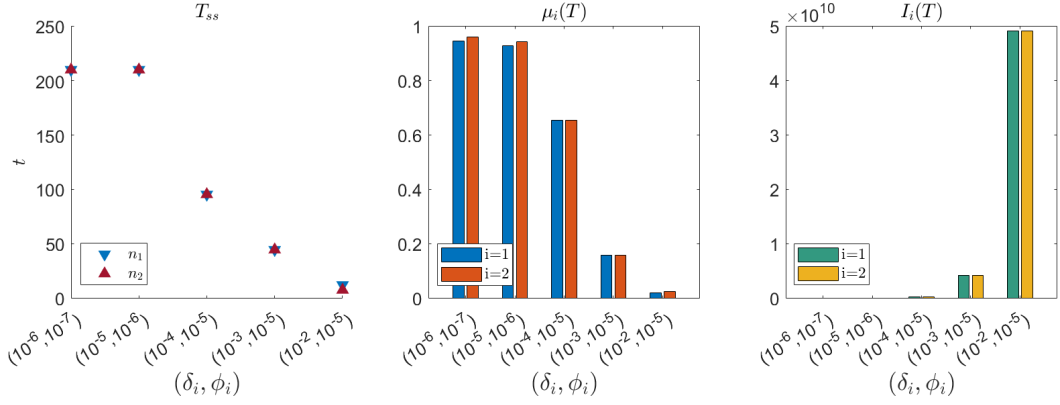 T_{ss}
250
200
150
100
50
0
t
n_1
n_2
(10^{-6} ,10^{-7})
(10^{-5} ,10^{-6})
(10^{-4} ,10^{-5})
(10^{-3} ,10^{-5})
(10^{-2} ,10^{-5})
(δ_i, ϕ_i)
μ_i(T)
1
0.8
0.6
0.4
0.2
0
i=1
i=2
(10^{-6} ,10^{-7})
(10^{-5} ,10^{-6})
(10^{-4} ,10^{-5})
(10^{-3} ,10^{-5})
(10^{-2} ,10^{-5})
(δ_i, ϕ_i)
I_i(T)
×10^{10}
5
4
3
2
1
0
i=1
i=2
(10^{-6} ,10^{-7})
(10^{-5} ,10^{-6})
(10^{-4} ,10^{-5})
(10^{-3} ,10^{-5})
(10^{-2} ,10^{-5})
(δ_i, ϕ_i)